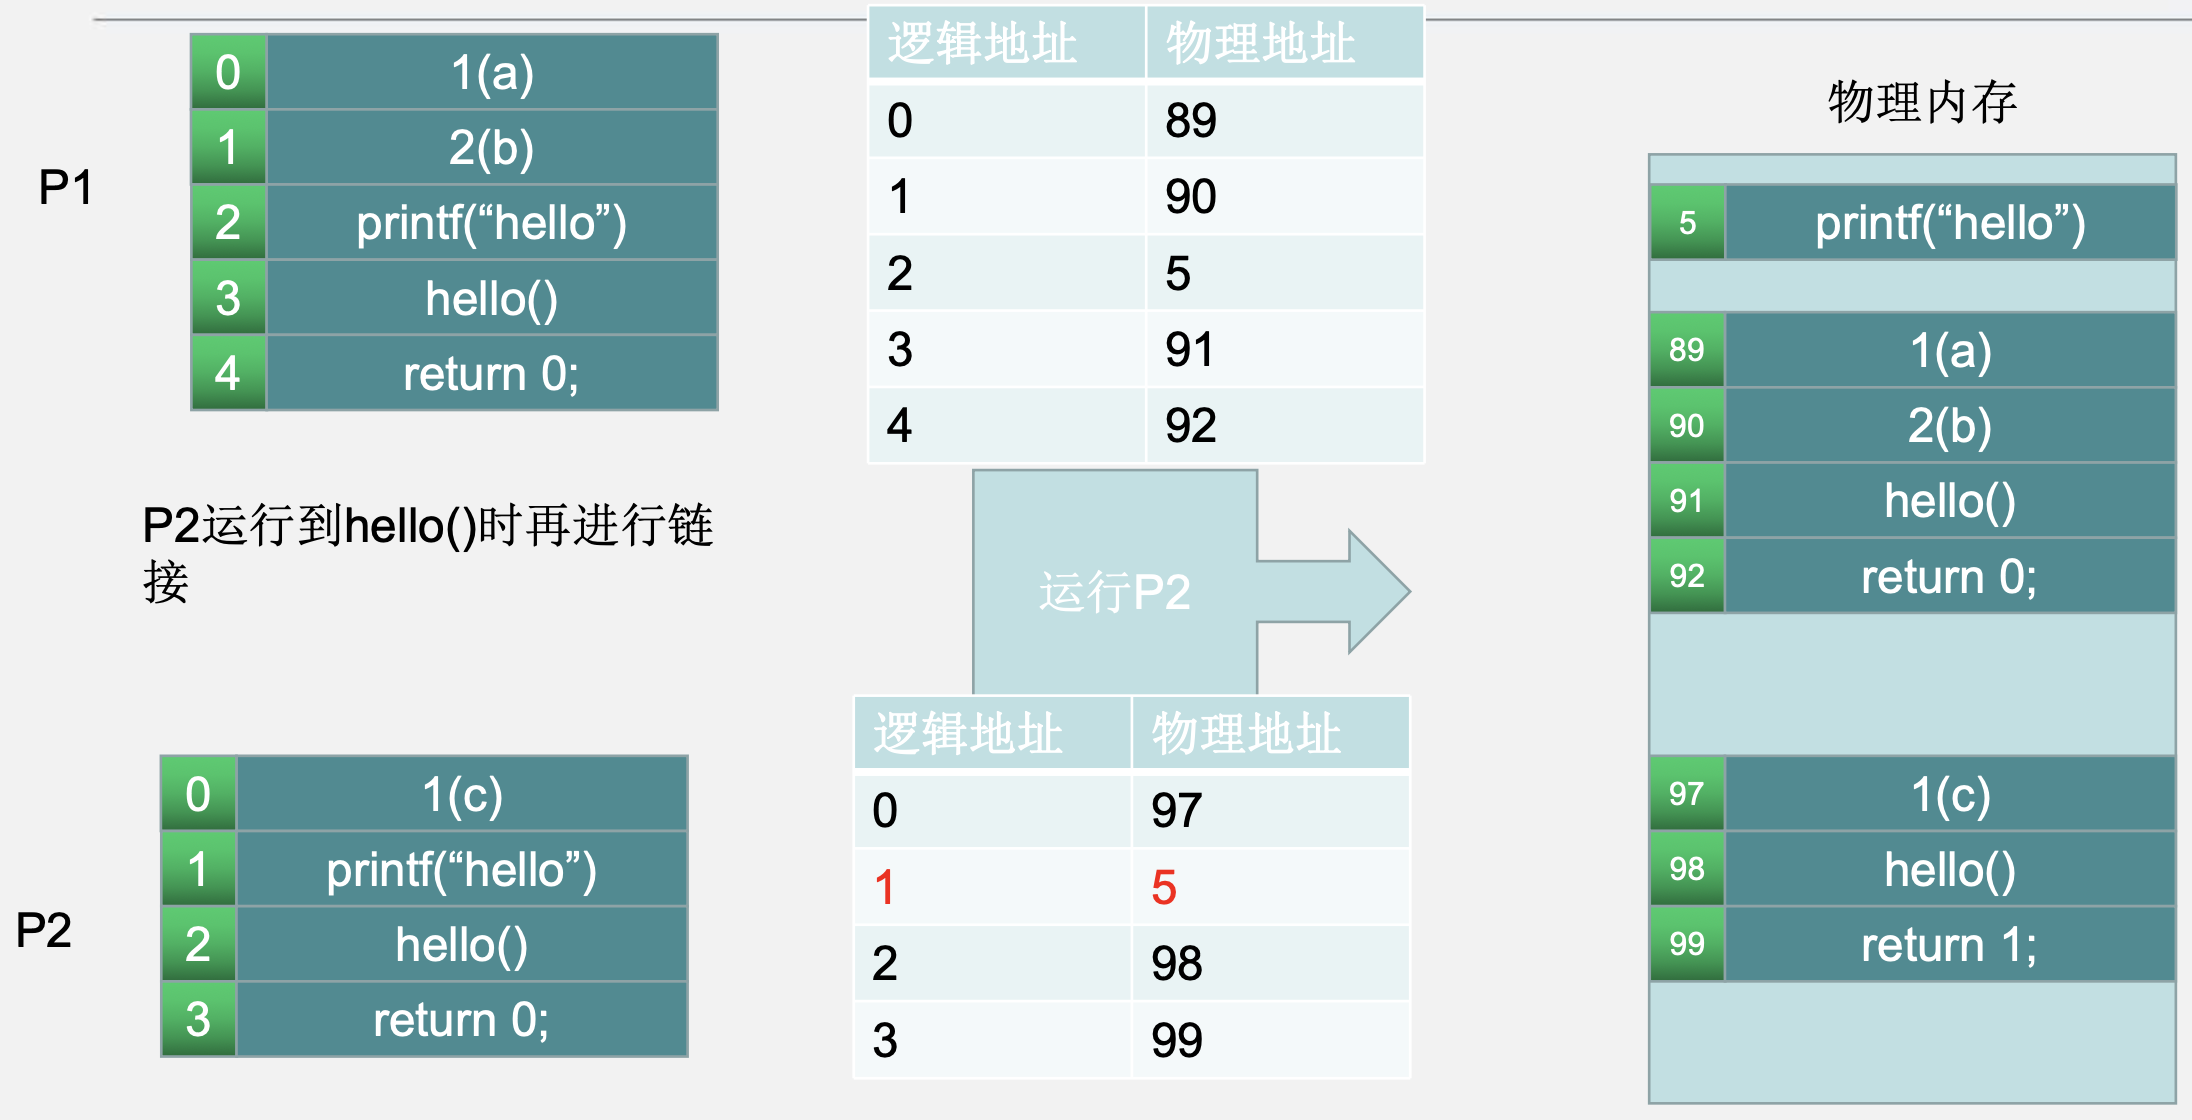 P1
0 1(a)
1 2(b)
2 printf(“hello”)
3 hello()
4 return 0;
逻辑地址 物理地址
0 89
1 90
2 5
3 91
4 92
P2运行到hello()时再进行链
接
运行P2
P2
0 1(c)
1 printf(“hello”)
2 hello()
3 return 0;
逻辑地址 物理地址
0 97
1 5
2 98
3 99
物理内存
5 printf(“hello”)
89 1(a)
90 2(b)
91 hello()
92 return 0;
97 1(c)
98 hello()
99 return 1;